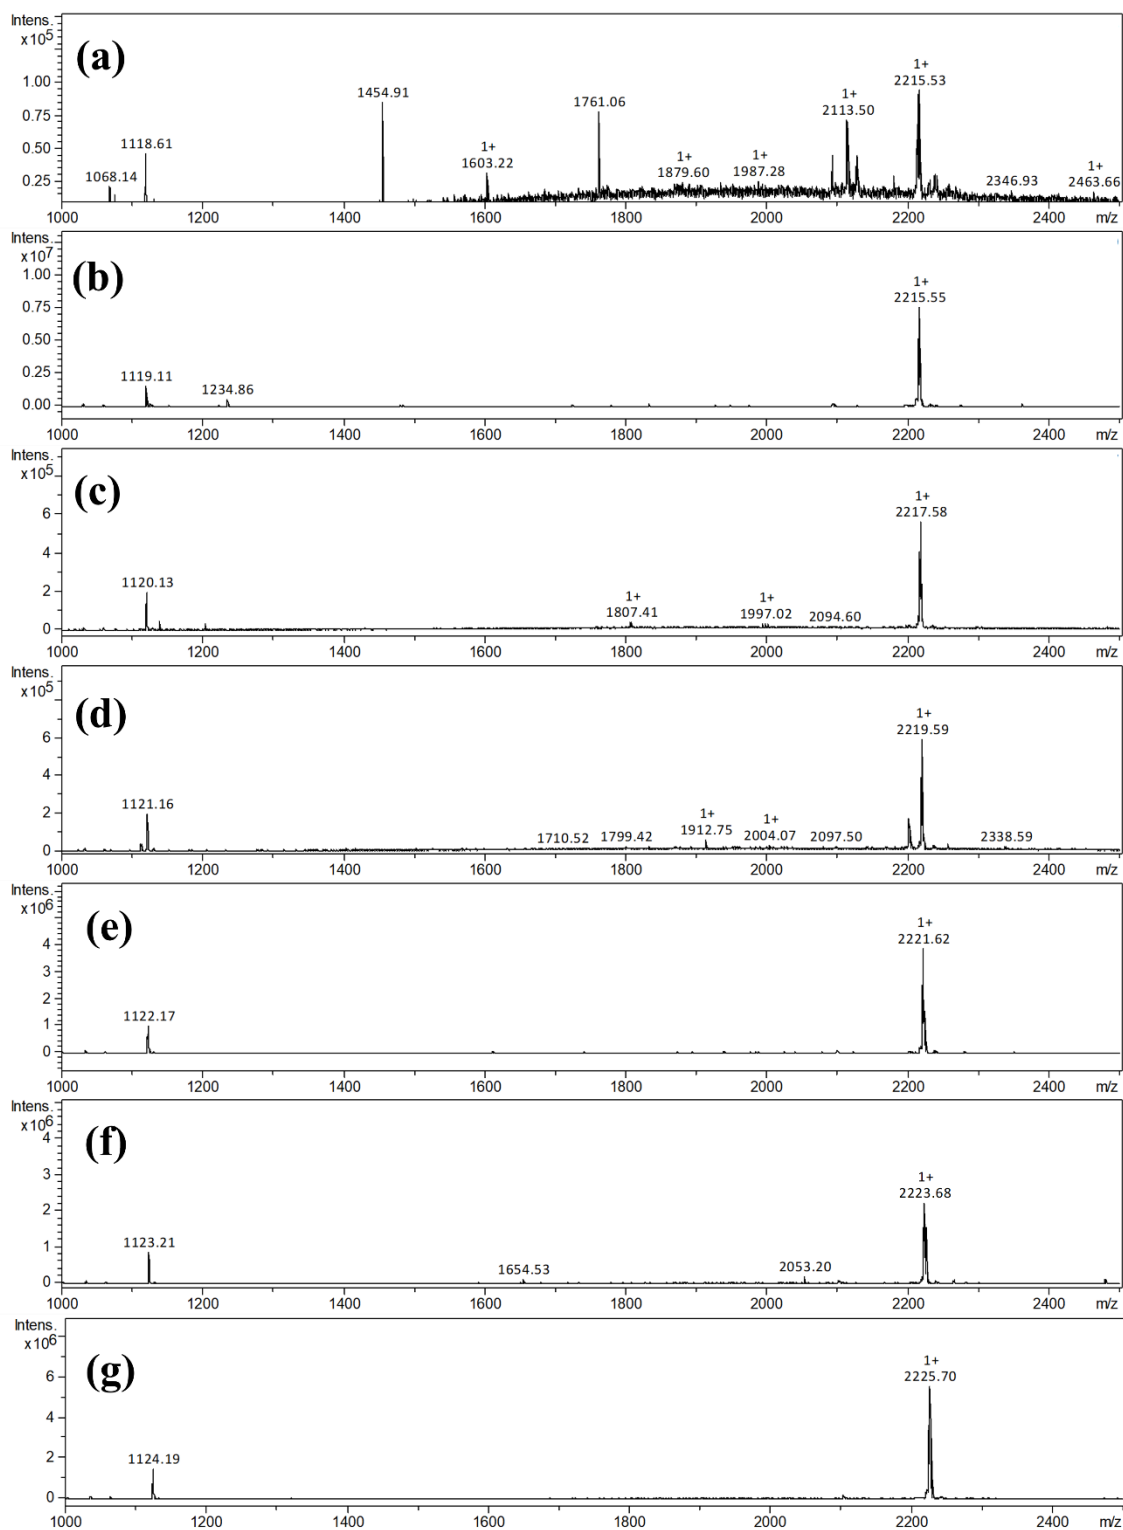 Intens.
x10^5
(a)
1+
2215.53
1454.91
1761.06
1+
2113.50
1.00
0.75
1118.61
0.50
1+
1603.22
1+
1879.60
1+
1987.28
1+
2463.66
1068.14
2346.93
0.25
1000 1200 1400 1600 1800 2000 2200 2400 m/z
Intens.
x10^7
(b)
1+
2215.55
1.00
0.75
0.50
0.25
0.00
1119.11
1234.86
1000 1200 1400 1600 1800 2000 2200 2400 m/z
Intens.
x10^5
(c)
1+
2217.58
6
4
2
0
1120.13
1+
1807.41
1+
1997.02
2094.60
1000 1200 1400 1600 1800 2000 2200 2400 m/z
Intens.
x10^5
(d)
1+
2219.59
6
4
2
0
1121.16
1710.52
1799.42
1+
1912.75
1+
2004.07
2097.50
2338.59
1000 1200 1400 1600 1800 2000 2200 2400 m/z
Intens.
x10^6
(e)
1+
2221.62
4
3
2
1
0
1122.17
1000 1200 1400 1600 1800 2000 2200 2400 m/z
Intens.
x10^6
(f)
1+
2223.68
4
3
2
1
0
1123.21
1654.53
2053.20
1000 1200 1400 1600 1800 2000 2200 2400 m/z
Intens.
x10^6
(g)
1+
2225.70
6
4
2
0
1124.19
1000 1200 1400 1600 1800 2000 2200 2400 m/z